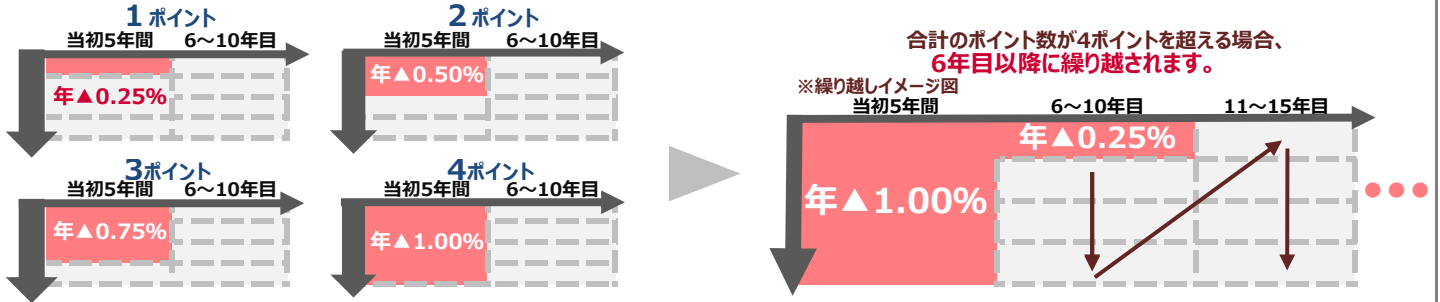 1 ポイント
当初5年間 6～10年目
年▲0.25%
2 ポイント
当初5年間 6～10年目
年▲0.50%
3ポイント
当初5年間 6～10年目
年▲0.75%
4ポイント
当初5年間 6～10年目
年▲1.00%
合計のポイント数が4ポイントを超える場合、
6年目以降に繰り越されます。
※繰り越しイメージ図
当初5年間 6～10年目 11～15年目
年▲0.25%
年▲1.00%